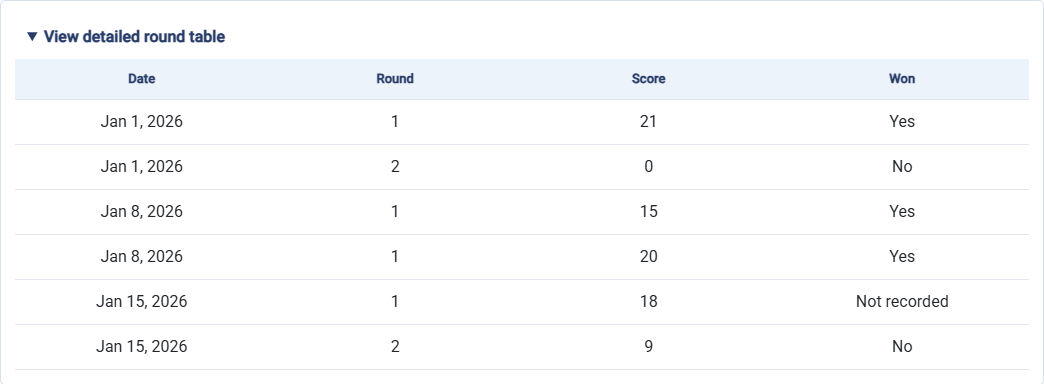 ▼ View detailed round table
Date Round Score Won
Jan 1, 2026 1 21 Yes
Jan 1, 2026 2 0 No
Jan 8, 2026 1 15 Yes
Jan 8, 2026 1 20 Yes
Jan 15, 2026 1 18 Not recorded
Jan 15, 2026 2 9 No